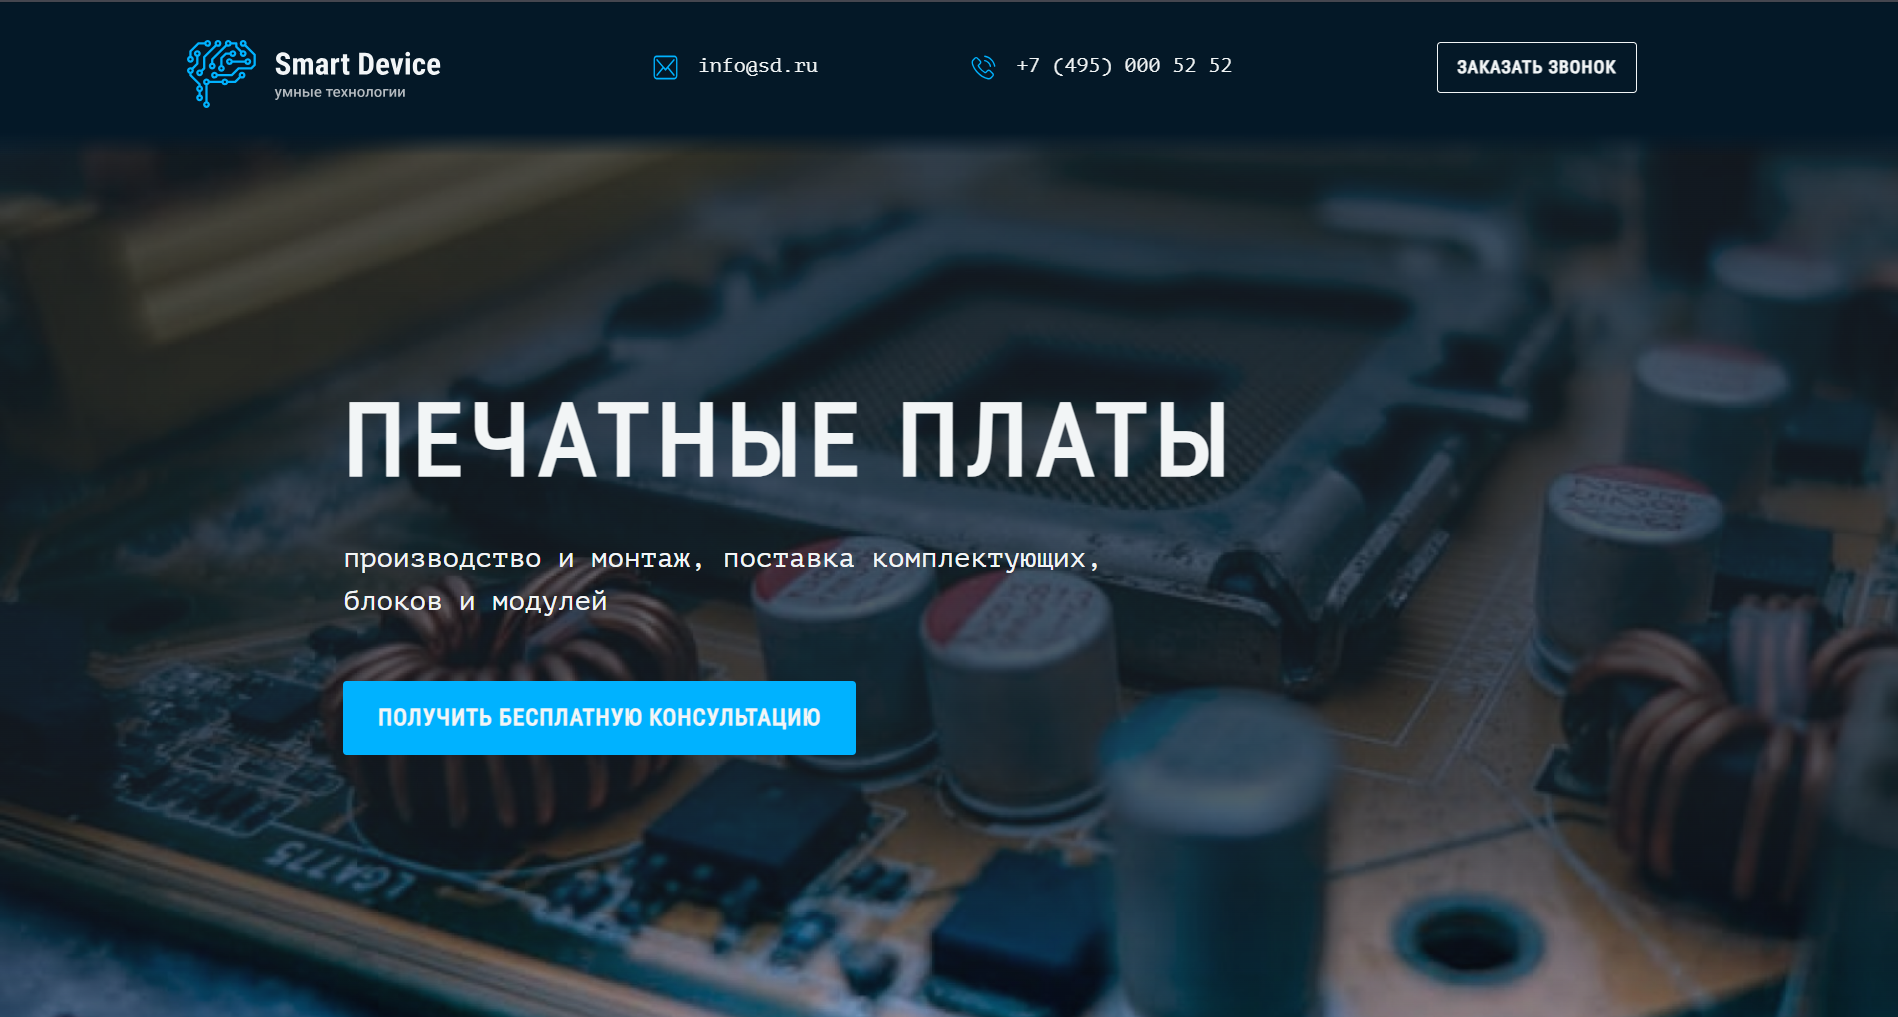 Smart Device
умные технологии
info@sd.ru
+7 (495) 000 52 52
ЗАКАЗАТЬ ЗВОНОК
ПЕЧАТНЫЕ ПЛАТЫ
производство и монтаж, поставка комплектующих,
блоков и модулей
ПОЛУЧИТЬ БЕСПЛАТНУЮ КОНСУЛЬТАЦИЮ
LGA775